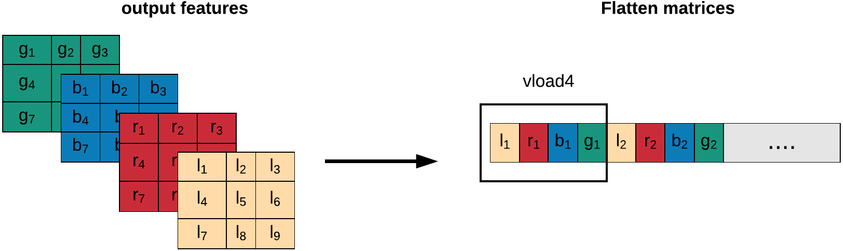 output features
Flatten matrices
g1 g2 g3
g4
g7
b1 b2 b3
b4 b
b7 b
r1 r2 r3
r4 r
r7 r
l1 l2 l3
l4 l5 l6
l7 l8 l9
vload4
l1 r1 b1 g1 l2 r2 b2 g2 ....